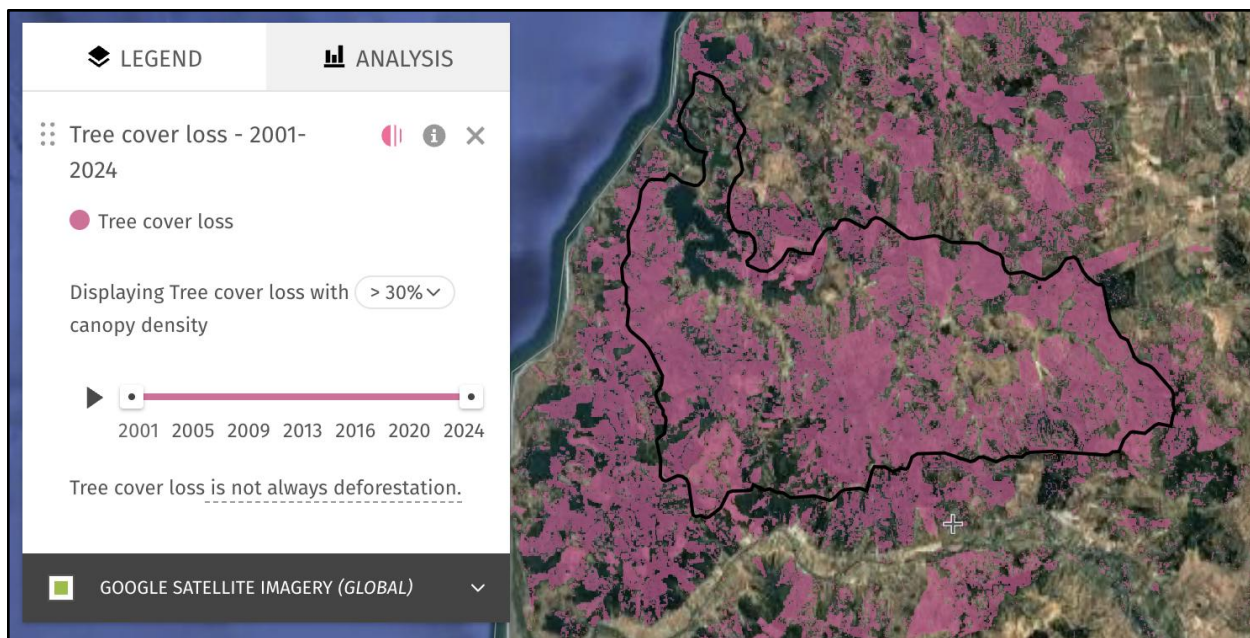 LEGEND
ANALYSIS
Tree cover loss - 2001-
2024
Tree cover loss
Displaying Tree cover loss with > 30%
canopy density
2001 2005 2009 2013 2016 2020 2024
Tree cover loss is not always deforestation.
GOOGLE SATELLITE IMAGERY (GLOBAL)